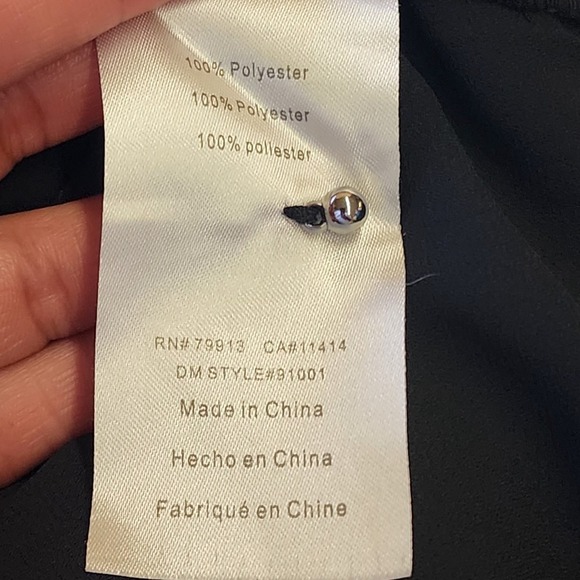 100% Polyester
100% Polyester
100% poliester
RN# 79913 CA#11414
DM STYLE#91001
Made in China
Hecho en China
Fabriqué en Chine